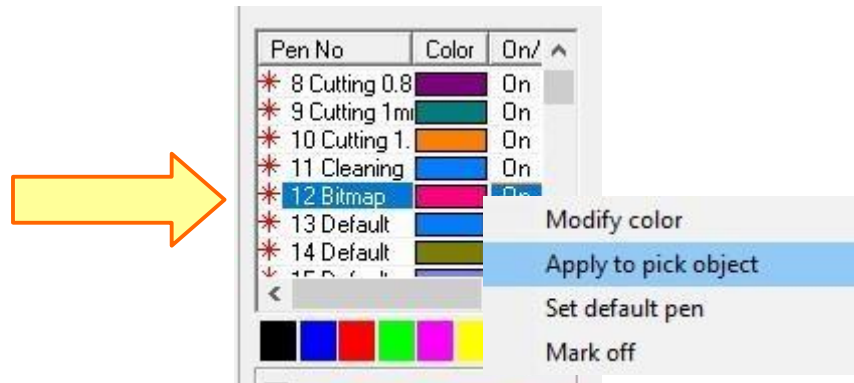 Pen No Color On/
8 Cutting 0.8 On
9 Cutting 1m On
10 Cutting 1. On
11 Cleaning On
12 Bitmap On
13 Default
14 Default
Modify color
Apply to pick object
Set default pen
Mark off